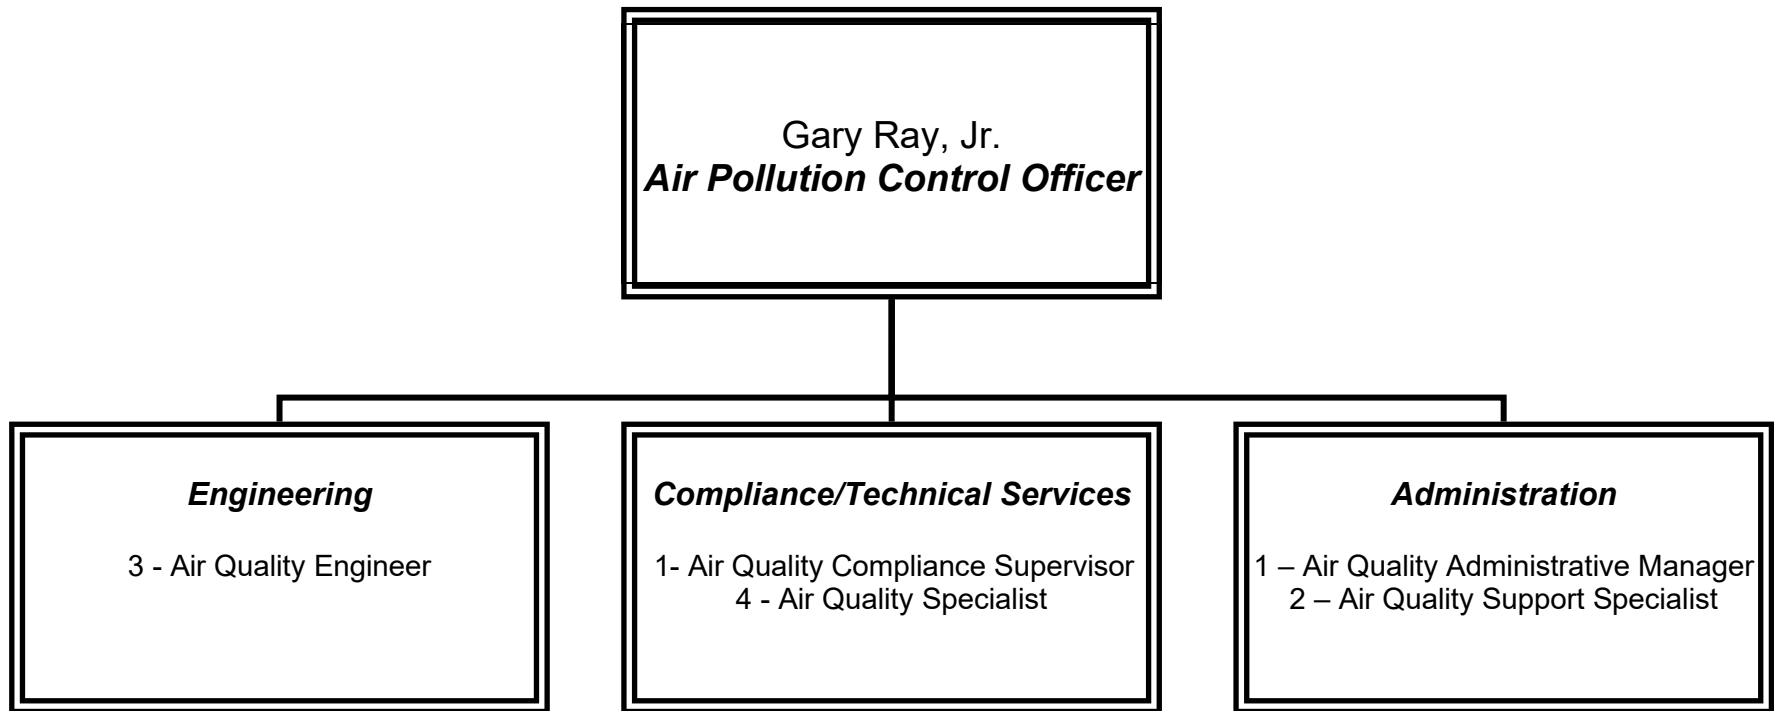 Gary Ray, Jr.
Air Pollution Control Officer
Engineering
3 - Air Quality Engineer
Compliance/Technical Services
1- Air Quality Compliance Supervisor
4 - Air Quality Specialist
Administration
1 – Air Quality Administrative Manager
2 – Air Quality Support Specialist